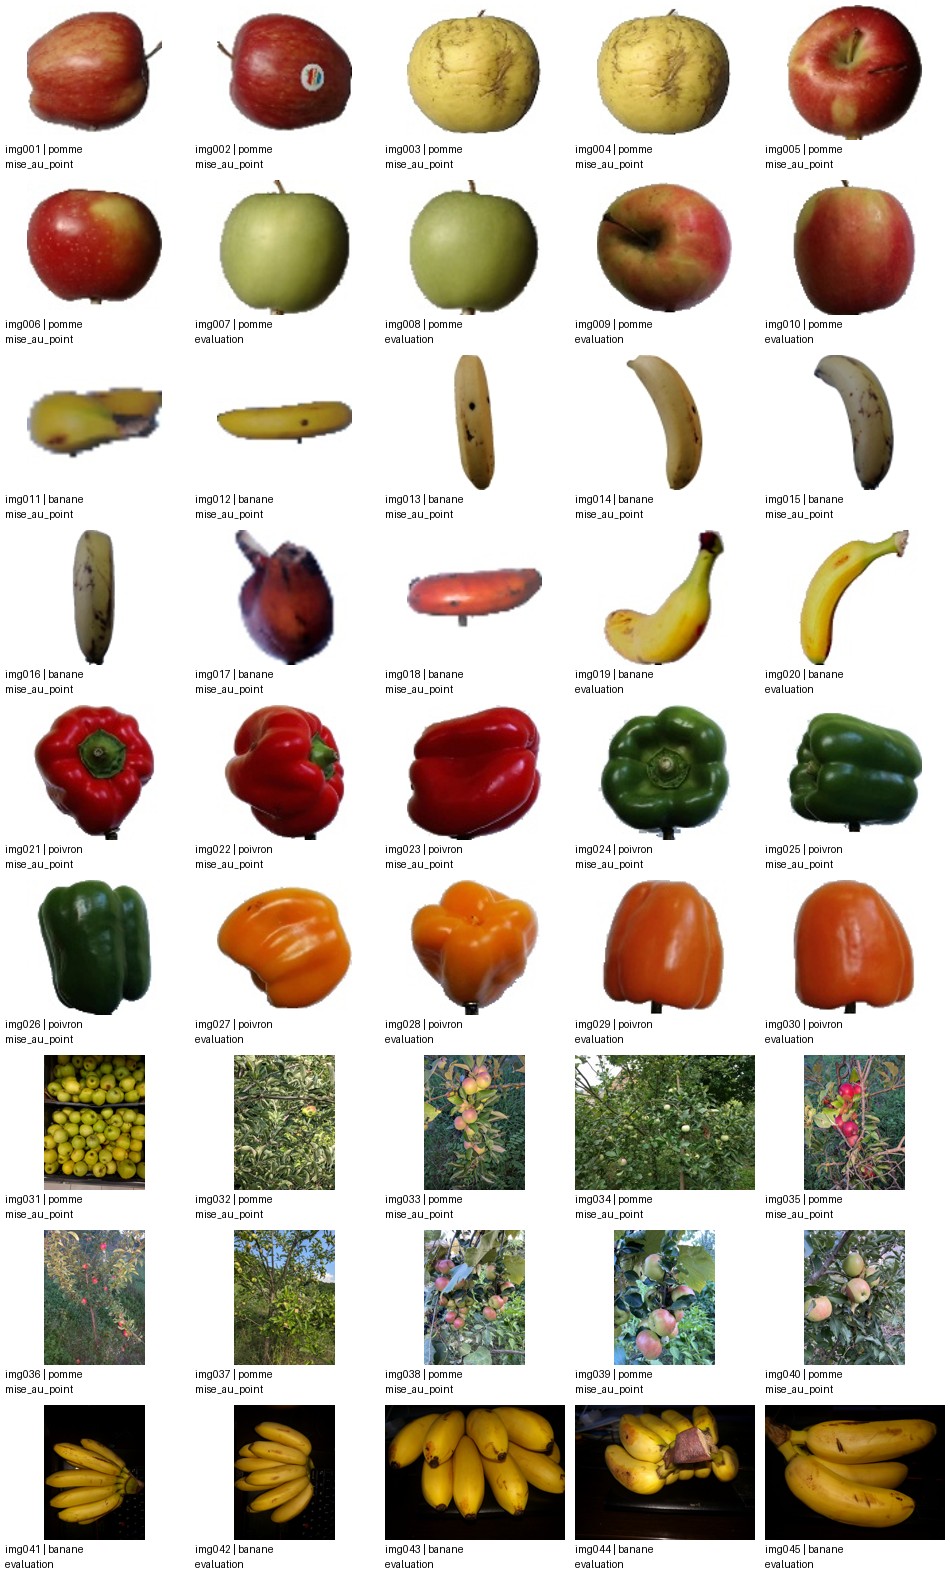 img001 | pomme
mise_au_point
img002 | pomme
mise_au_point
img003 | pomme
mise_au_point
img004 | pomme
mise_au_point
img005 | pomme
mise_au_point
img006 | pomme
mise_au_point
img007 | pomme
evaluation
img008 | pomme
evaluation
img009 | pomme
evaluation
img010 | pomme
evaluation
img011 | banane
mise_au_point
img012 | banane
mise_au_point
img013 | banane
mise_au_point
img014 | banane
mise_au_point
img015 | banane
mise_au_point
img016 | banane
mise_au_point
img017 | banane
mise_au_point
img018 | banane
mise_au_point
img019 | banane
evaluation
img020 | banane
evaluation
img021 | poivron
mise_au_point
img022 | poivron
mise_au_point
img023 | poivron
mise_au_point
img024 | poivron
mise_au_point
img025 | poivron
mise_au_point
img026 | poivron
mise_au_point
img027 | poivron
evaluation
img028 | poivron
evaluation
img029 | poivron
evaluation
img030 | poivron
evaluation
img031 | pomme
mise_au_point
img032 | pomme
mise_au_point
img033 | pomme
mise_au_point
img034 | pomme
mise_au_point
img035 | pomme
mise_au_point
img036 | pomme
mise_au_point
img037 | pomme
mise_au_point
img038 | pomme
mise_au_point
img039 | pomme
mise_au_point
img040 | pomme
mise_au_point
img041 | banane
evaluation
img042 | banane
evaluation
img043 | banane
evaluation
img044 | banane
evaluation
img045 | banane
evaluation